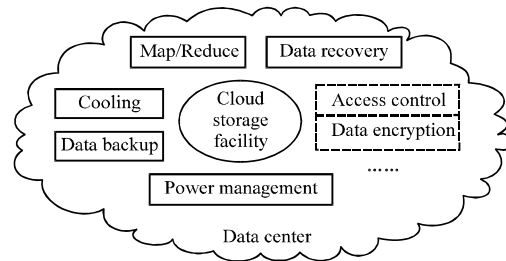 Map/Reduce
Data recovery
Cooling
Cloud
storage
facility
Access control
Data backup
Data encryption
......
Power management
Data center